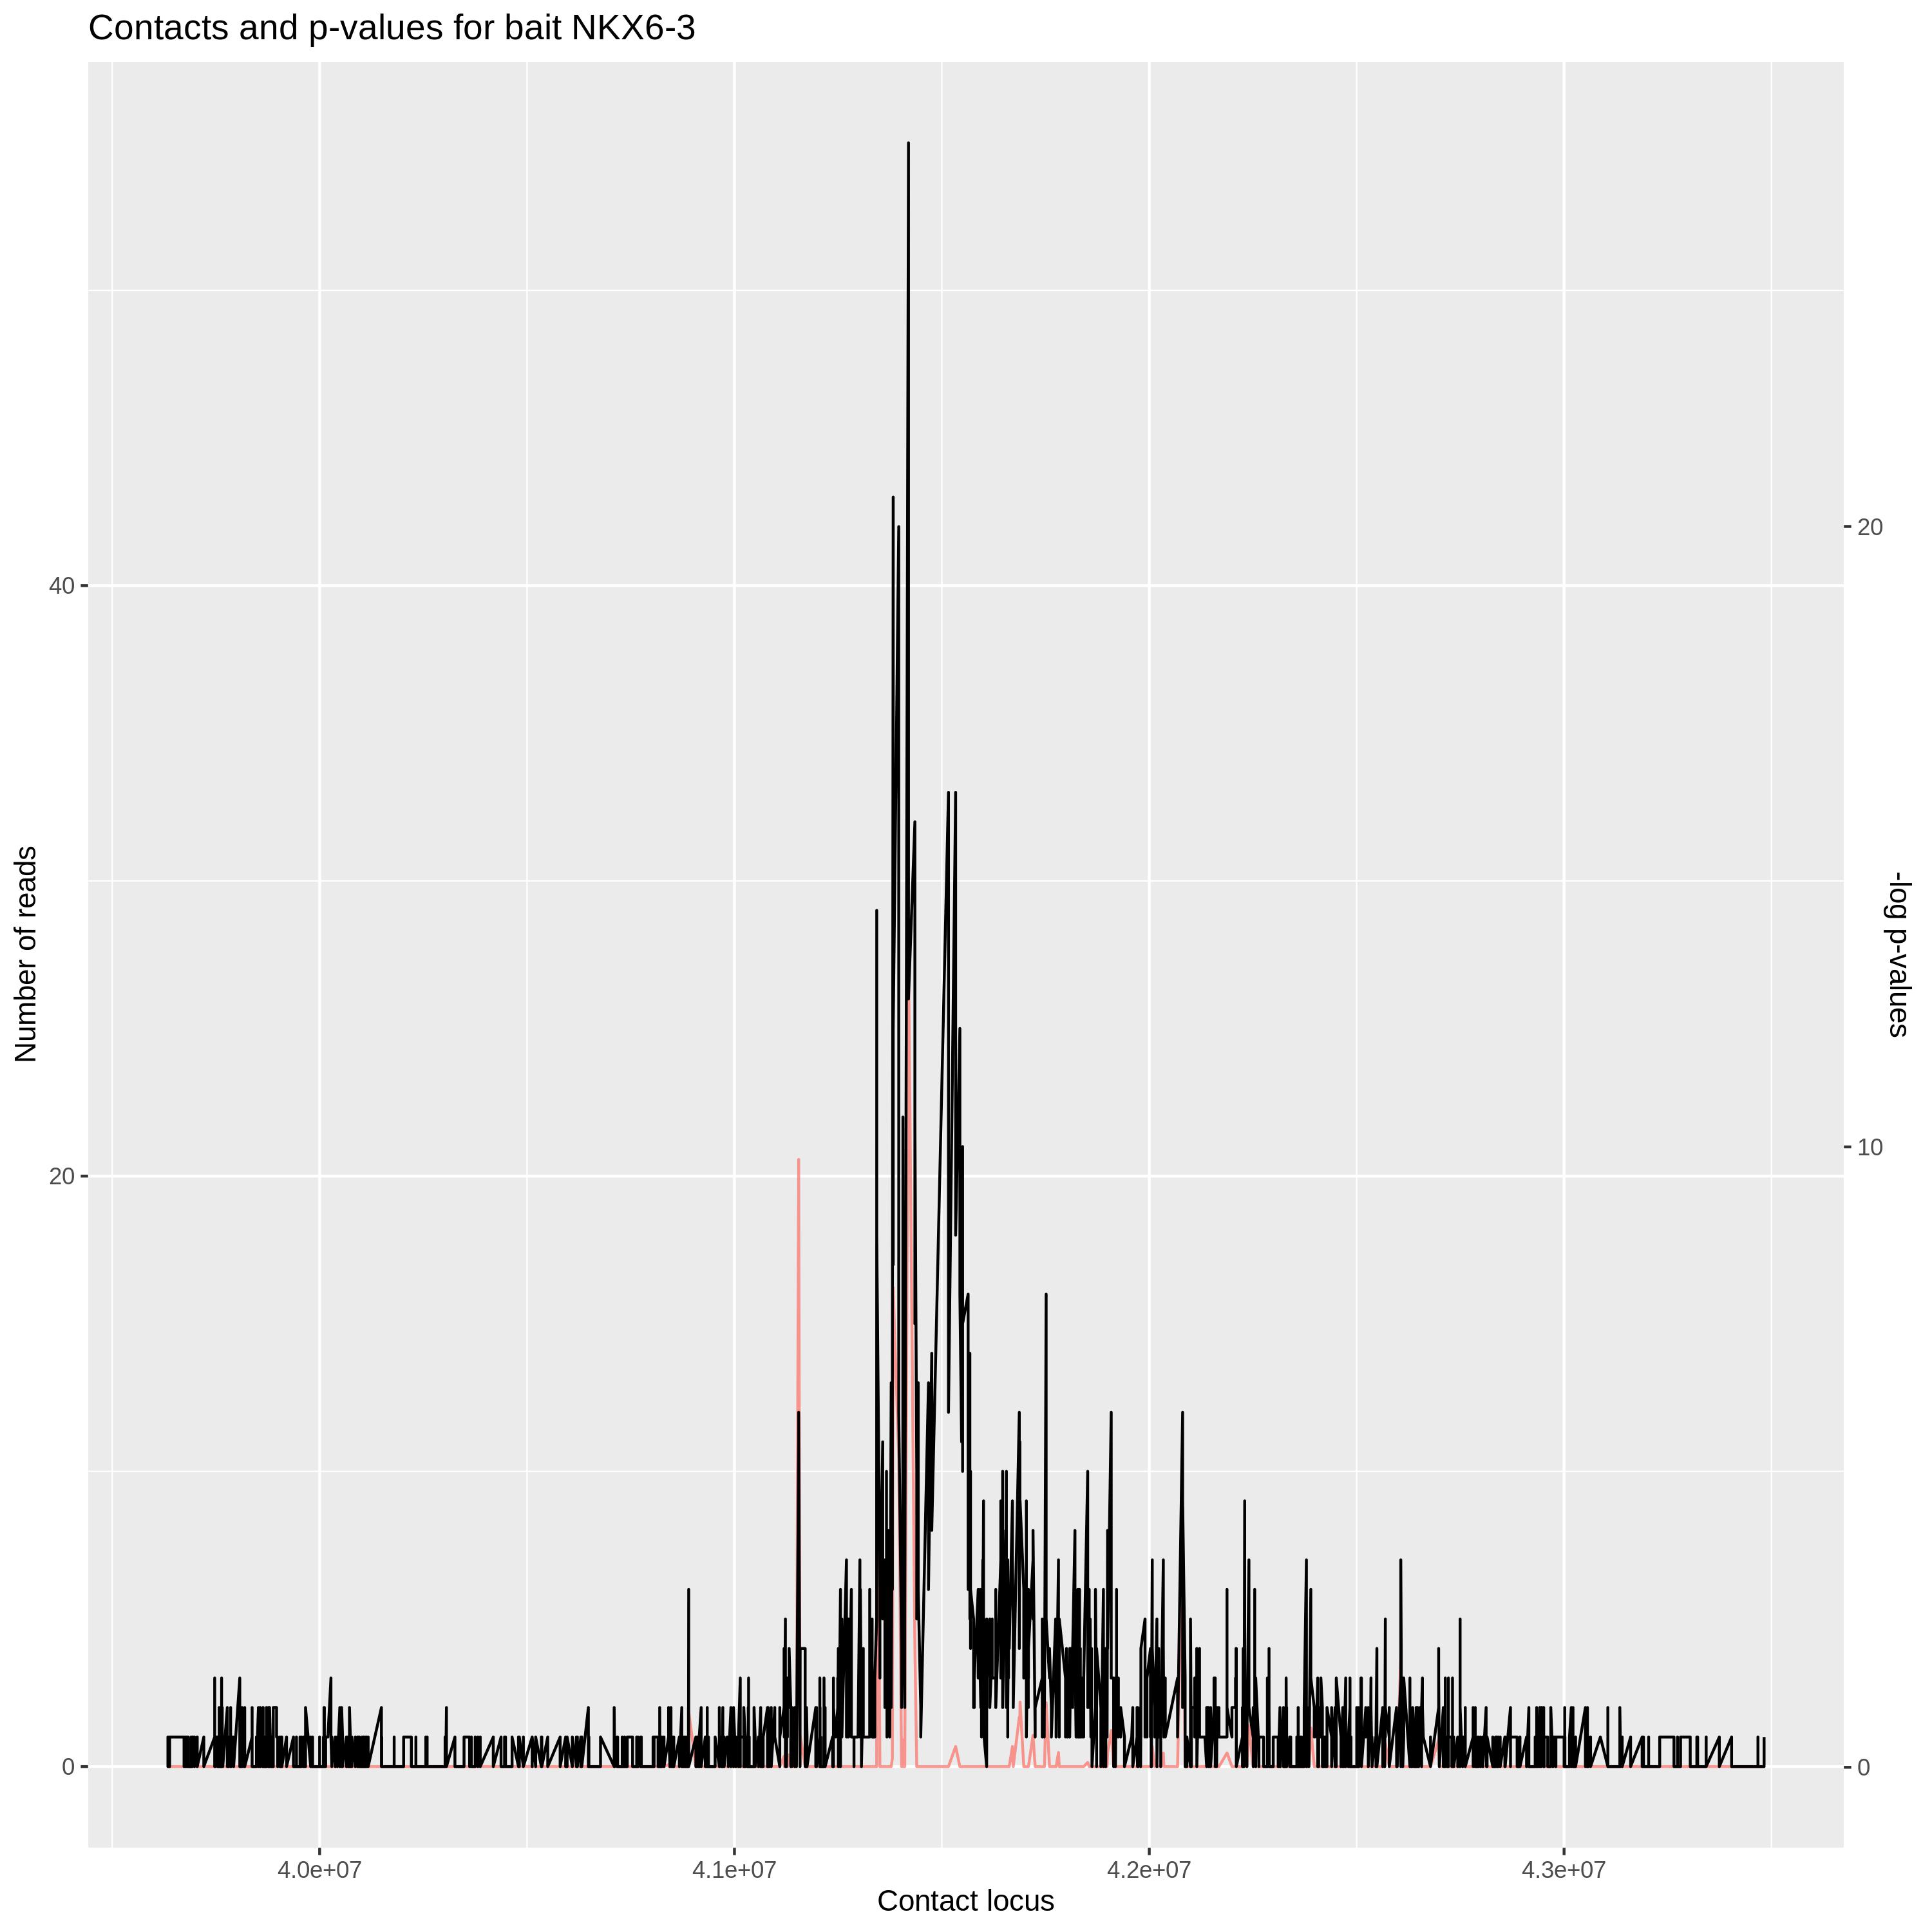 Contacts and p-values for bait NKX6-3
Number of reads
40
20
0
20
10
0
-log p-values
4.0e+07
4.1e+07
4.2e+07
4.3e+07
Contact locus